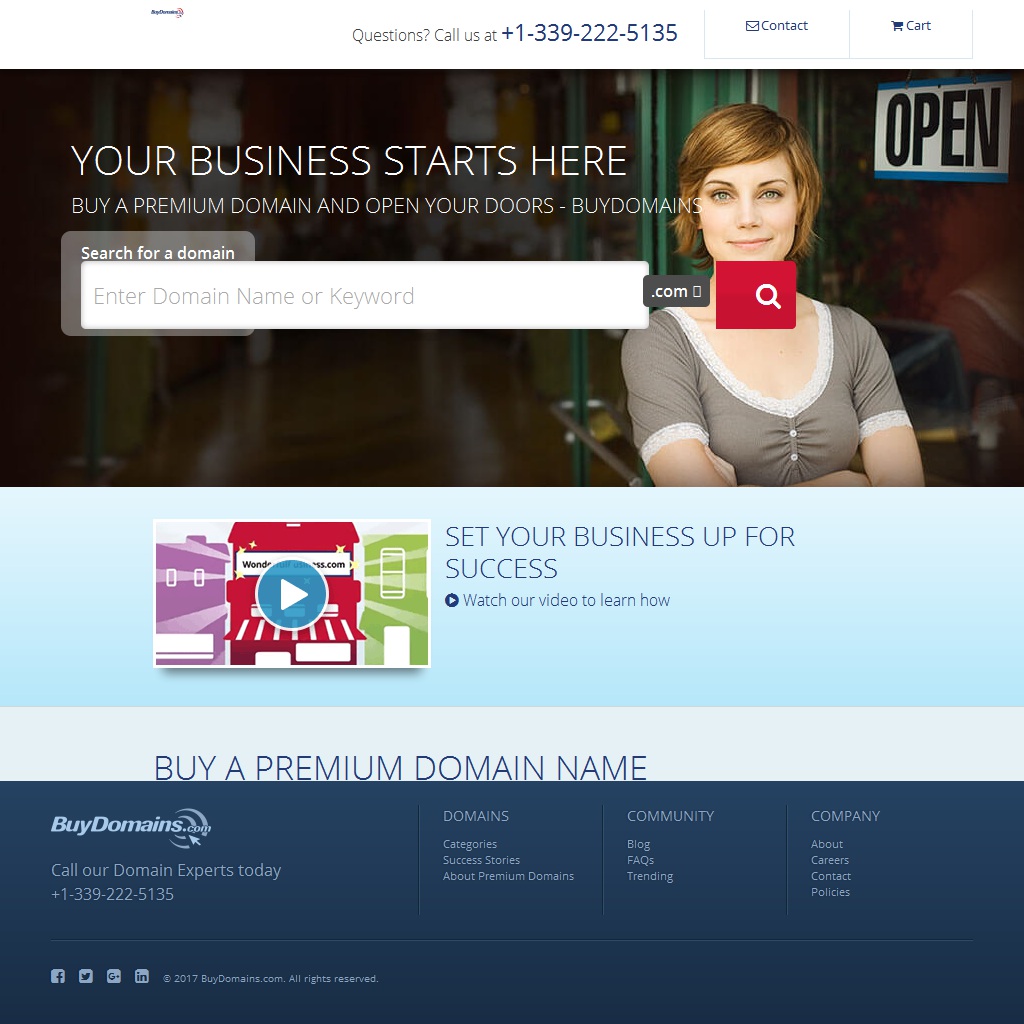 BuyDomains
Questions? Call us at +1-339-222-5135
Contact
Cart
OPEN
YOUR BUSINESS STARTS HERE
BUY A PREMIUM DOMAIN AND OPEN YOUR DOORS - BUYDOMAINS
Search for a domain
Enter Domain Name or Keyword
.com
SET YOUR BUSINESS UP FOR
SUCCESS
Watch our video to learn how
BUY A PREMIUM DOMAIN NAME
BuyDomains.com
Call our Domain Experts today
+1-339-222-5135
DOMAINS
Categories
Success Stories
About Premium Domains
COMMUNITY
Blog
FAQs
Trending
COMPANY
About
Careers
Contact
Policies
© 2017 BuyDomains.com. All rights reserved.